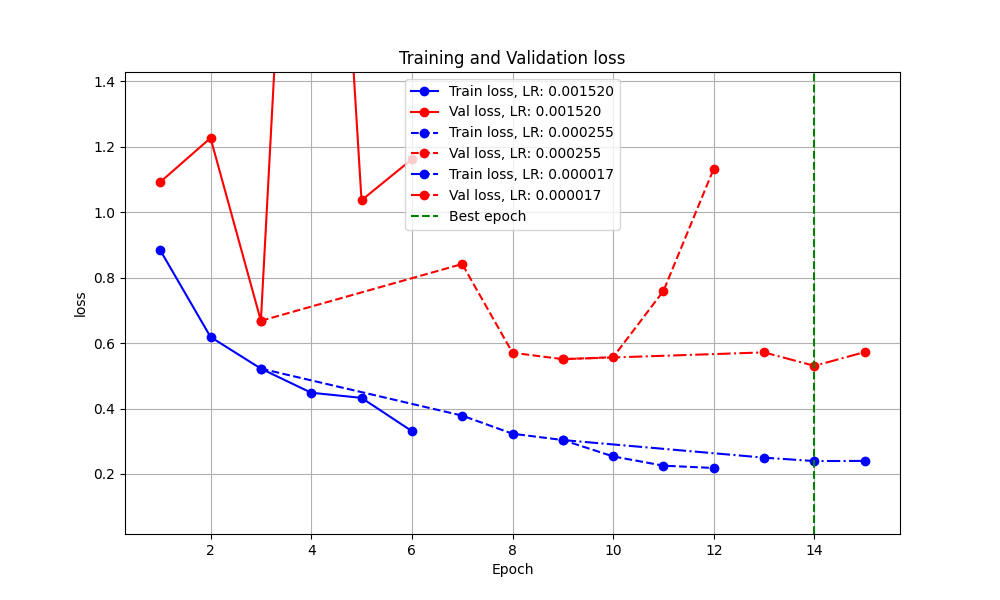 Training and Validation loss
1.4
1.2
1.0
0.8
0.6
0.4
0.2
loss
Train loss, LR: 0.001520
Val loss, LR: 0.001520
Train loss, LR: 0.000255
Val loss, LR: 0.000255
Train loss, LR: 0.000017
Val loss, LR: 0.000017
Best epoch
2 4 6 8 10 12 14
Epoch